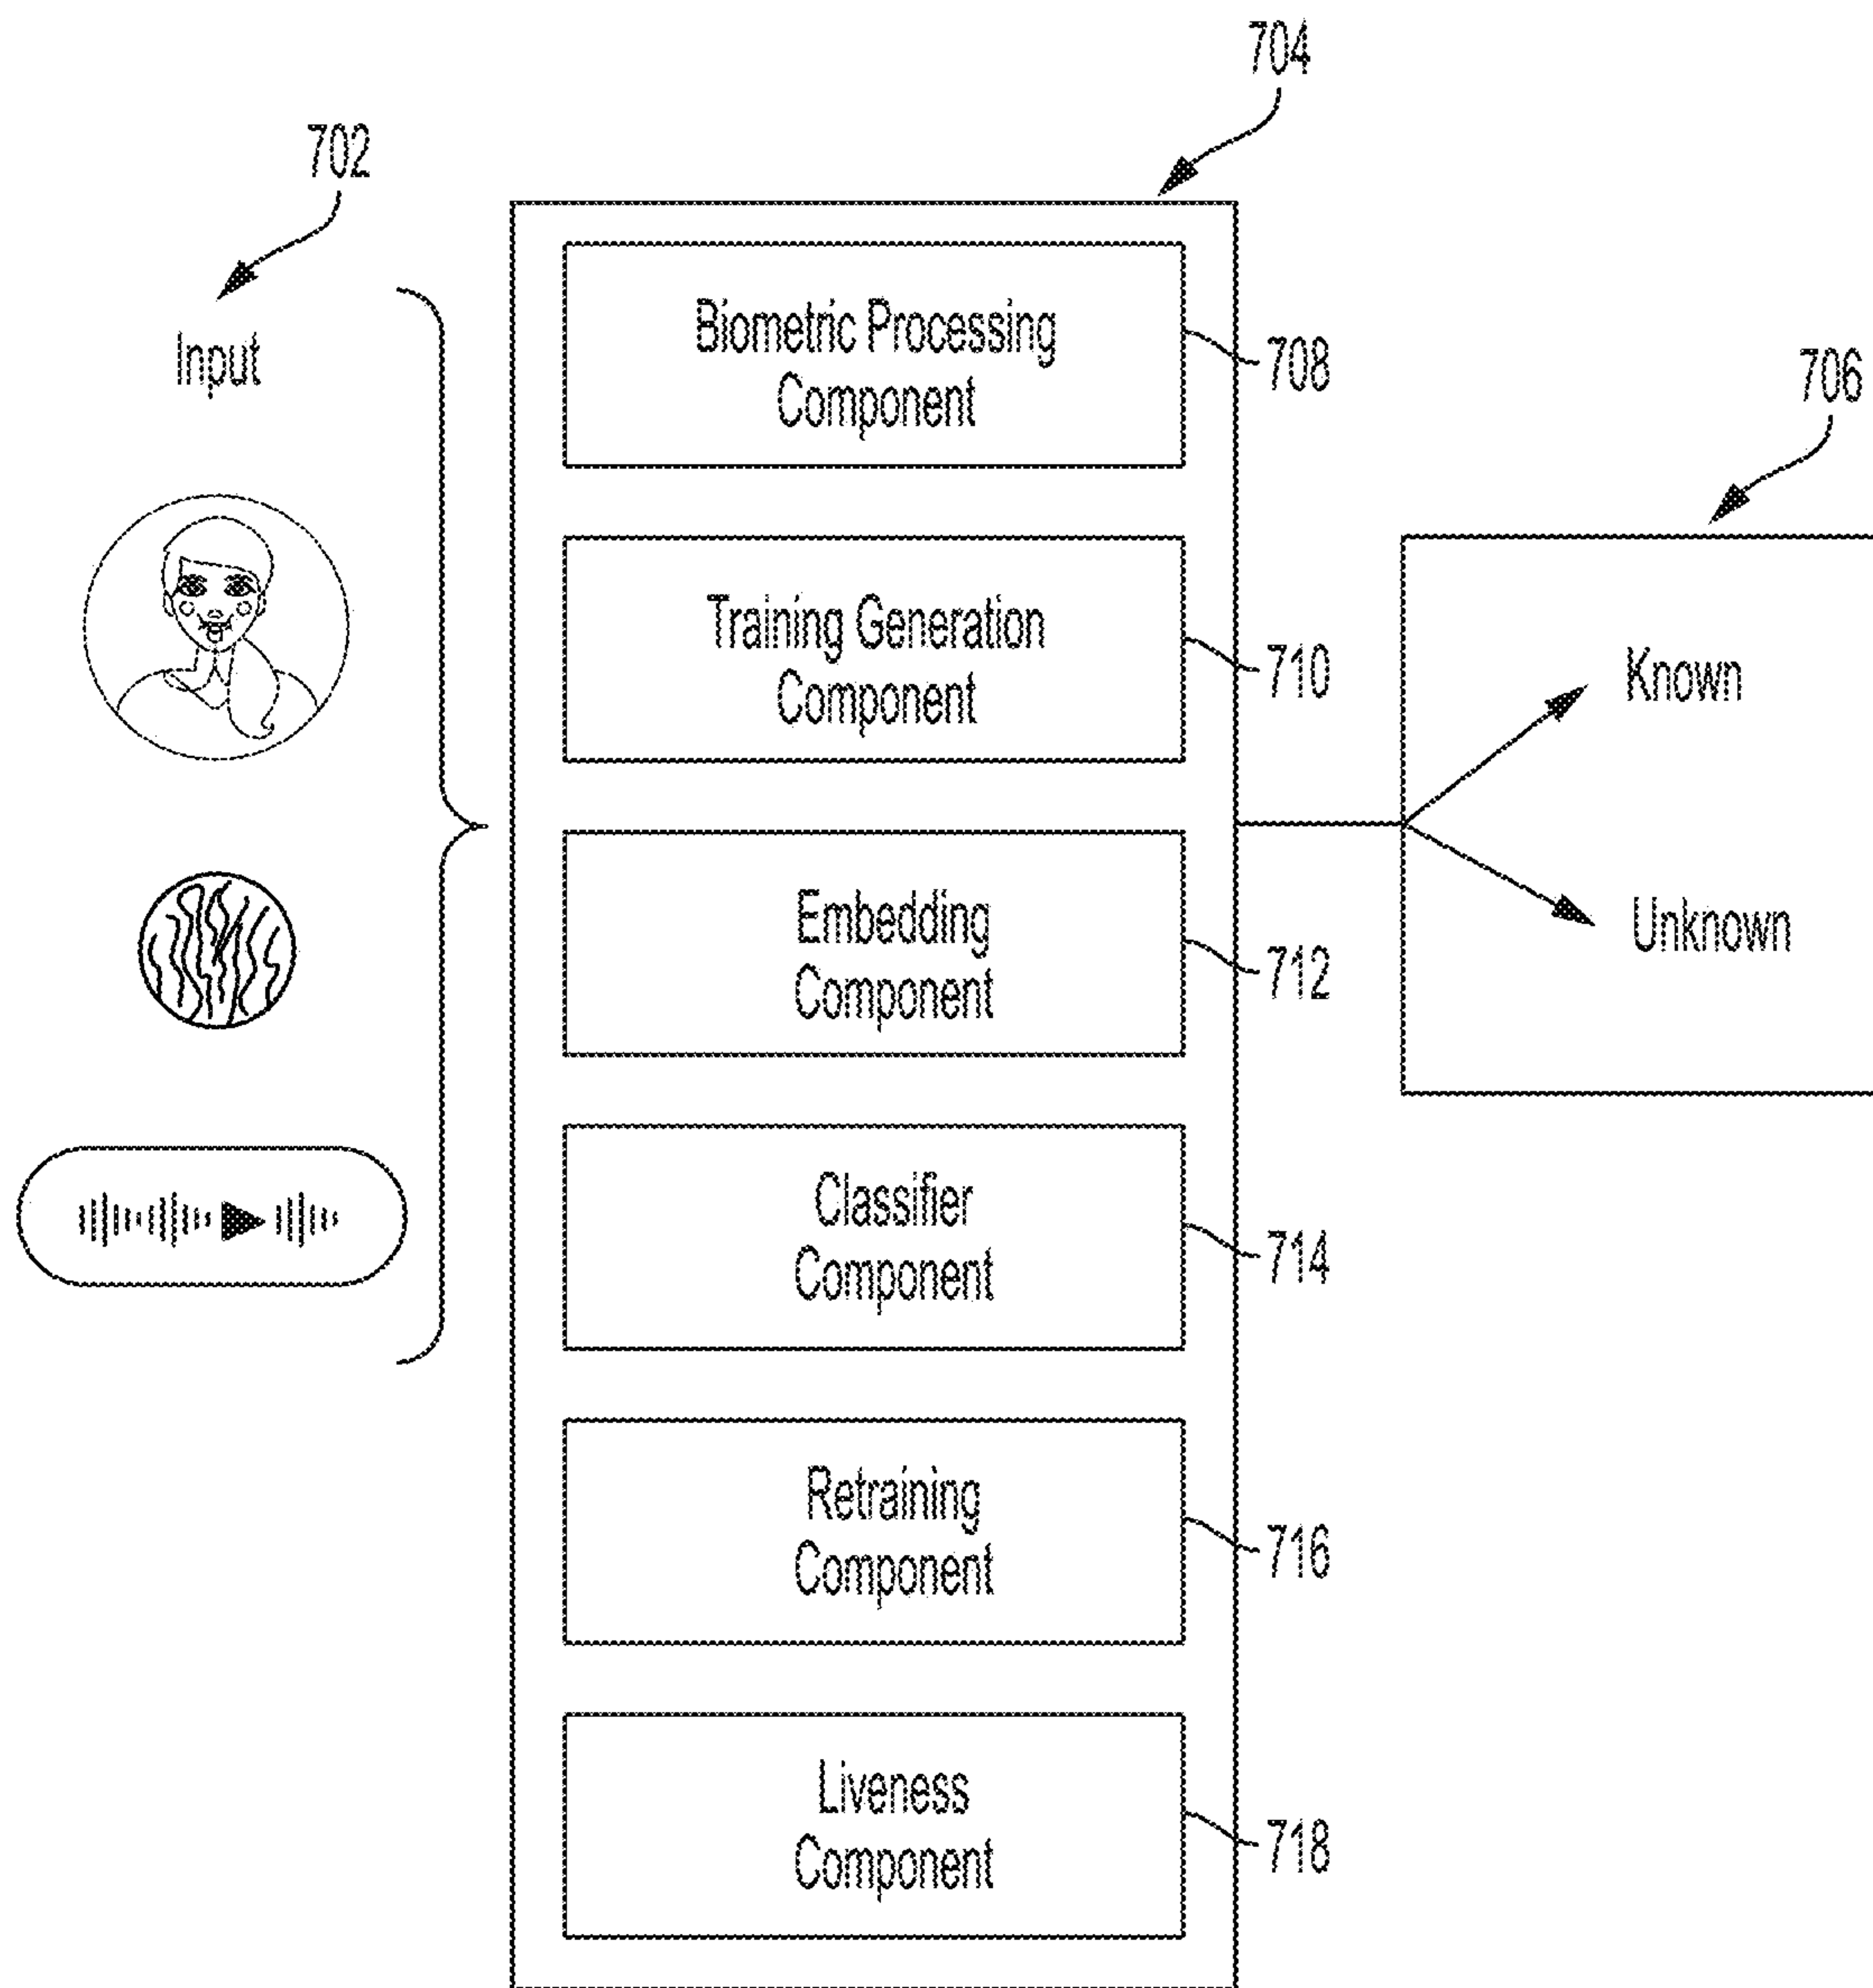 704
702
Input
Biometric Processing
Component
708
706
Training Generation
Component
710
Known
Embedding
Component
712
Unknown
Classifier
Component
714
Retraining
Component
716
Liveness
Component
718